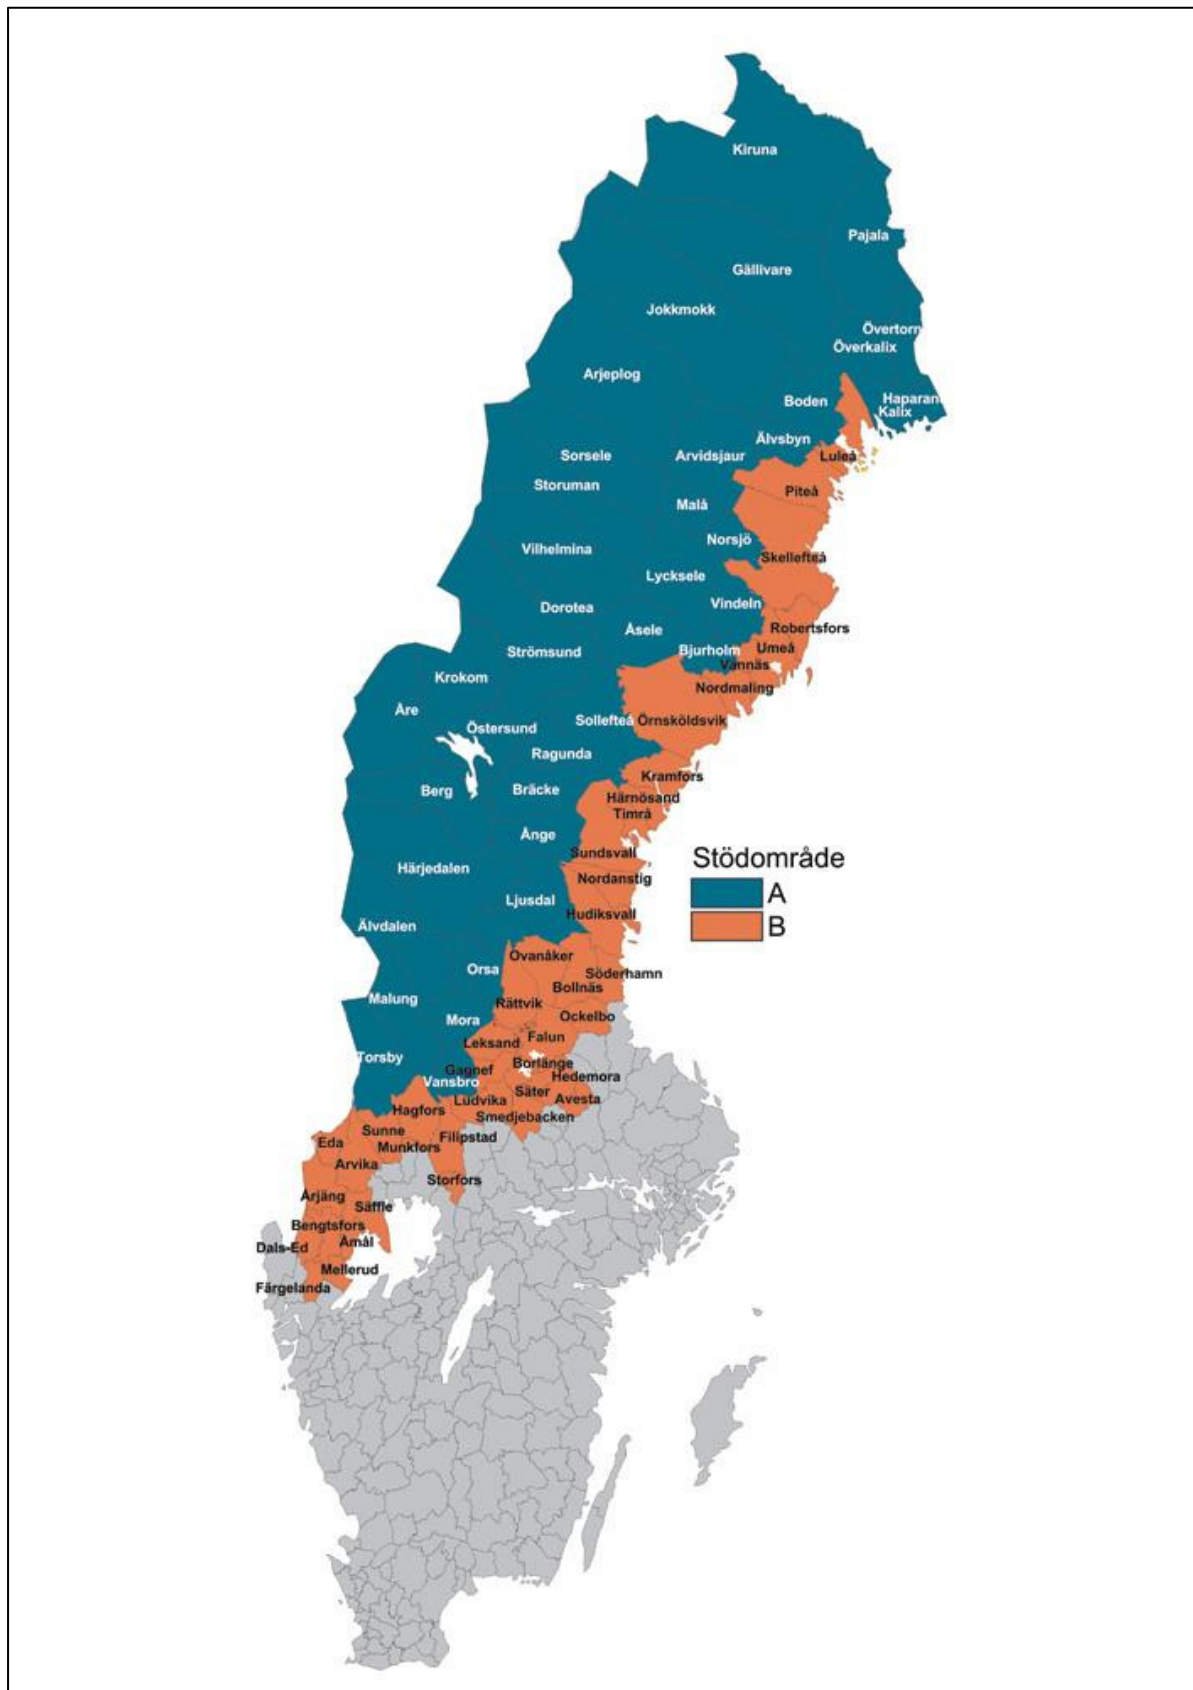 Kiruna
Pajala
Gällivare
Jokkmokk
Övertorn
Överkalix
Arjeplog
Boden
Haparan
Kalix
Älvsbyn
Sorsele
Arvidsjaur
Luleå
Storuman
Piteå
Malå
Norsjö
Vilhelmina
Skellefteå
Lycksele
Vindeln
Dorotea
Åsele
Robertsfors
Umeå
Bjurholm
Strömsund
Vännäs
Krokom
Nordmaling
Åre
Sollefteå
Örnsköldsvik
Östersund
Ragunda
Kramfors
Berg
Bräcke
Härnösand
Timrå
Ånge
Sundsvall
Stödområde
A
B
Härjedalen
Nordanstig
Ljusdal
Hudiksvall
Älvdalen
Ovanåker
Orsa
Söderhamn
Bollnäs
Malung
Rättvik
Ockelbo
Mora
Falun
Leksand
Torsby
Borlänge
Gagnef
Hedemora
Vansbro
Säter
Avesta
Ludvika
Hagfors
Smedjebacken
Sunne
Filipstad
Eda
Munkfors
Arvika
Storfors
Årjäng
Säffle
Bengtsfors
Åmål
Dals-Ed
Mellerud
Färgelanda